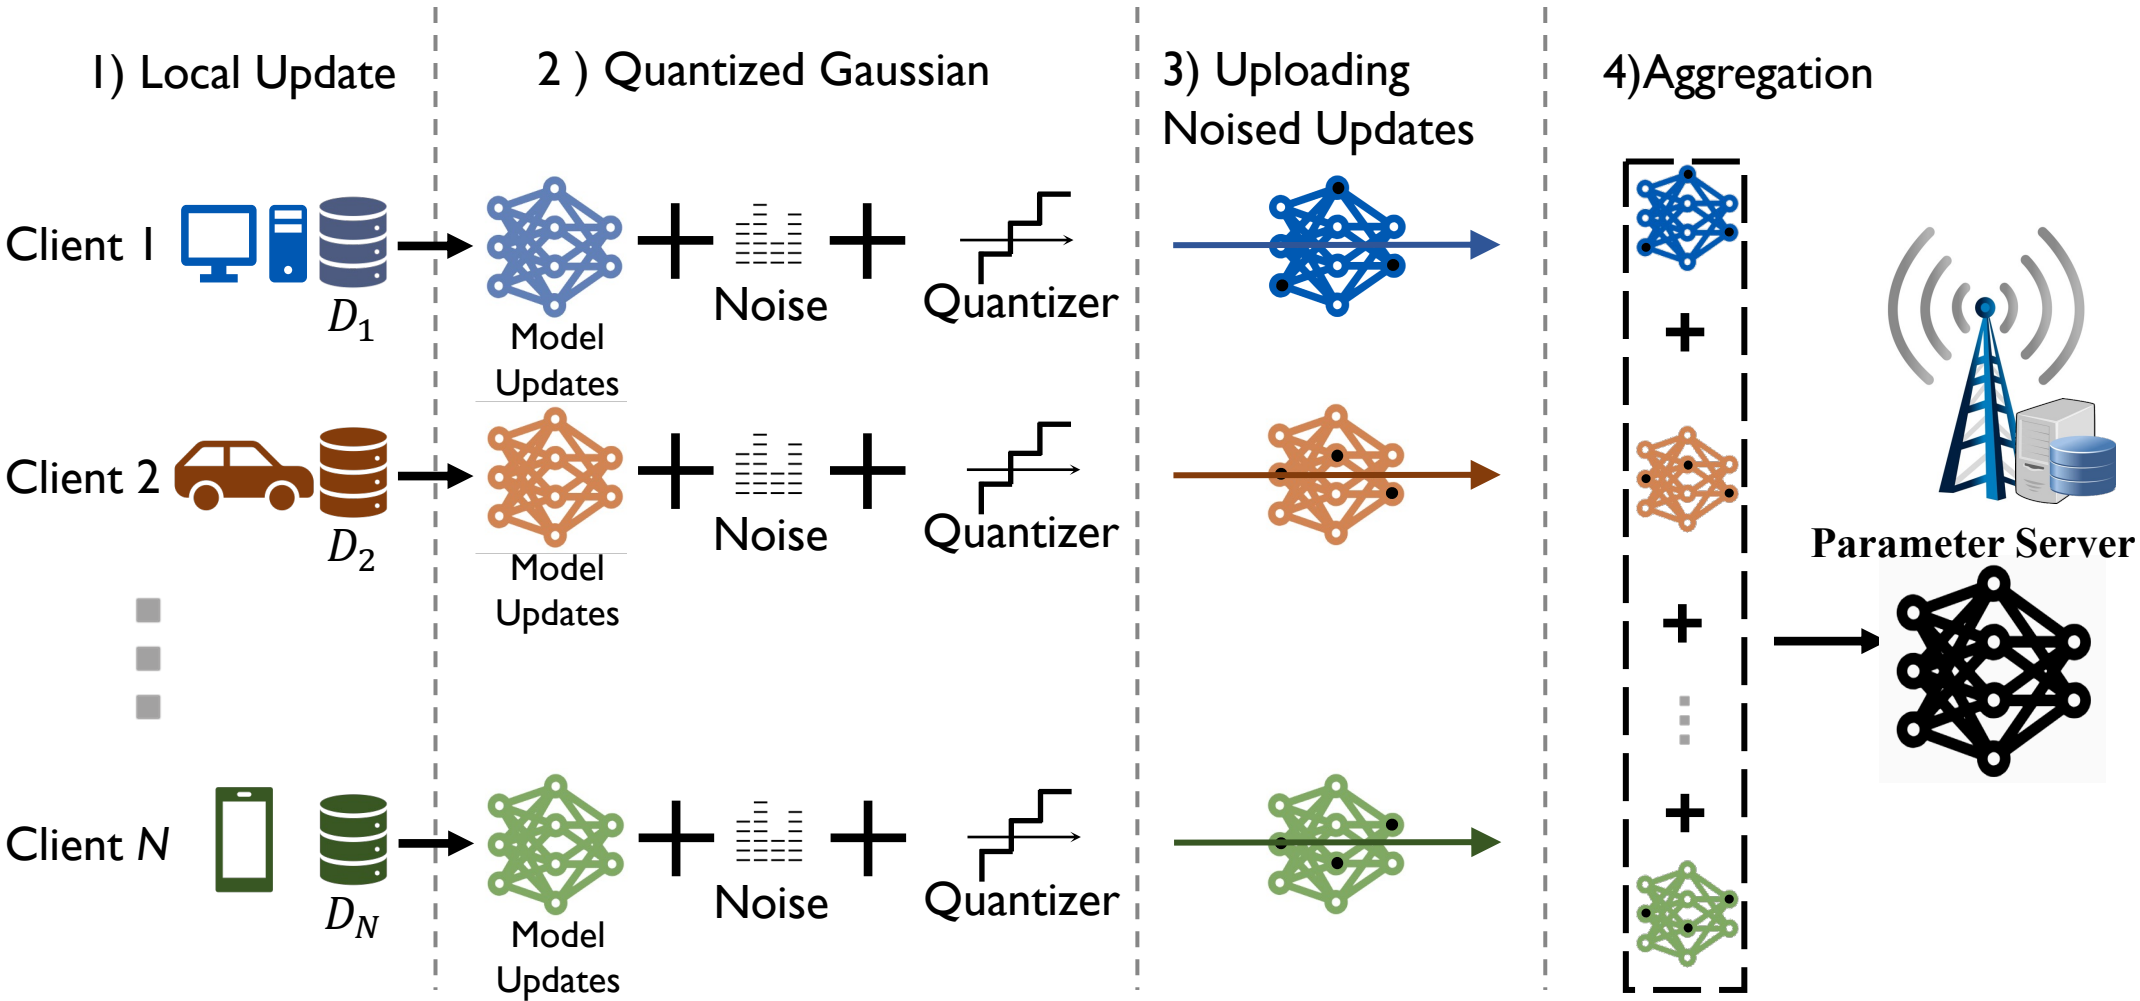 1) Local Update
2 ) Quantized Gaussian
3) Uploading
Noised Updates
4)Aggregation
Client 1
D₁
Model
Updates
Noise
Quantizer
Client 2
D₂
Model
Updates
Noise
Quantizer
Parameter Server
Client N
D_N
Model
Updates
Noise
Quantizer